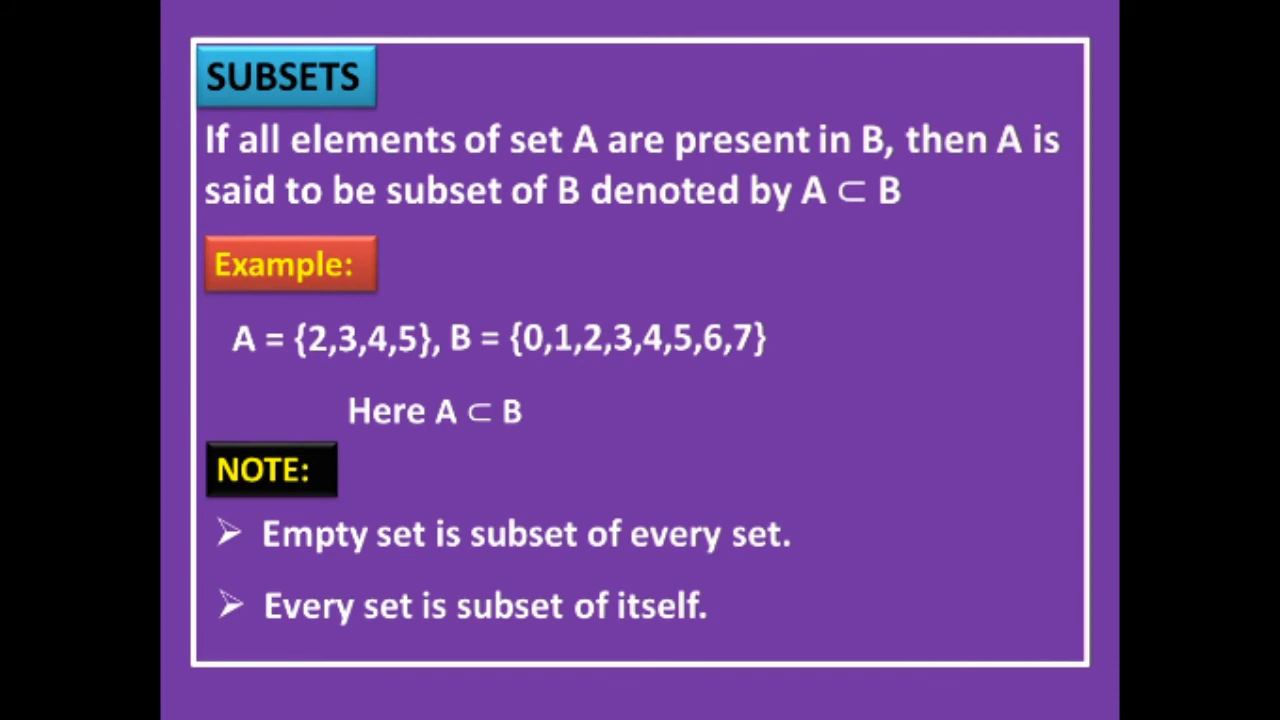 SUBSETS
If all elements of set A are present in B, then A is
said to be subset of B denoted by A ⊂ B
Example:
A = {2,3,4,5}, B = {0,1,2,3,4,5,6,7}
Here A ⊂ B
NOTE:
➢ Empty set is subset of every set.
➢ Every set is subset of itself.